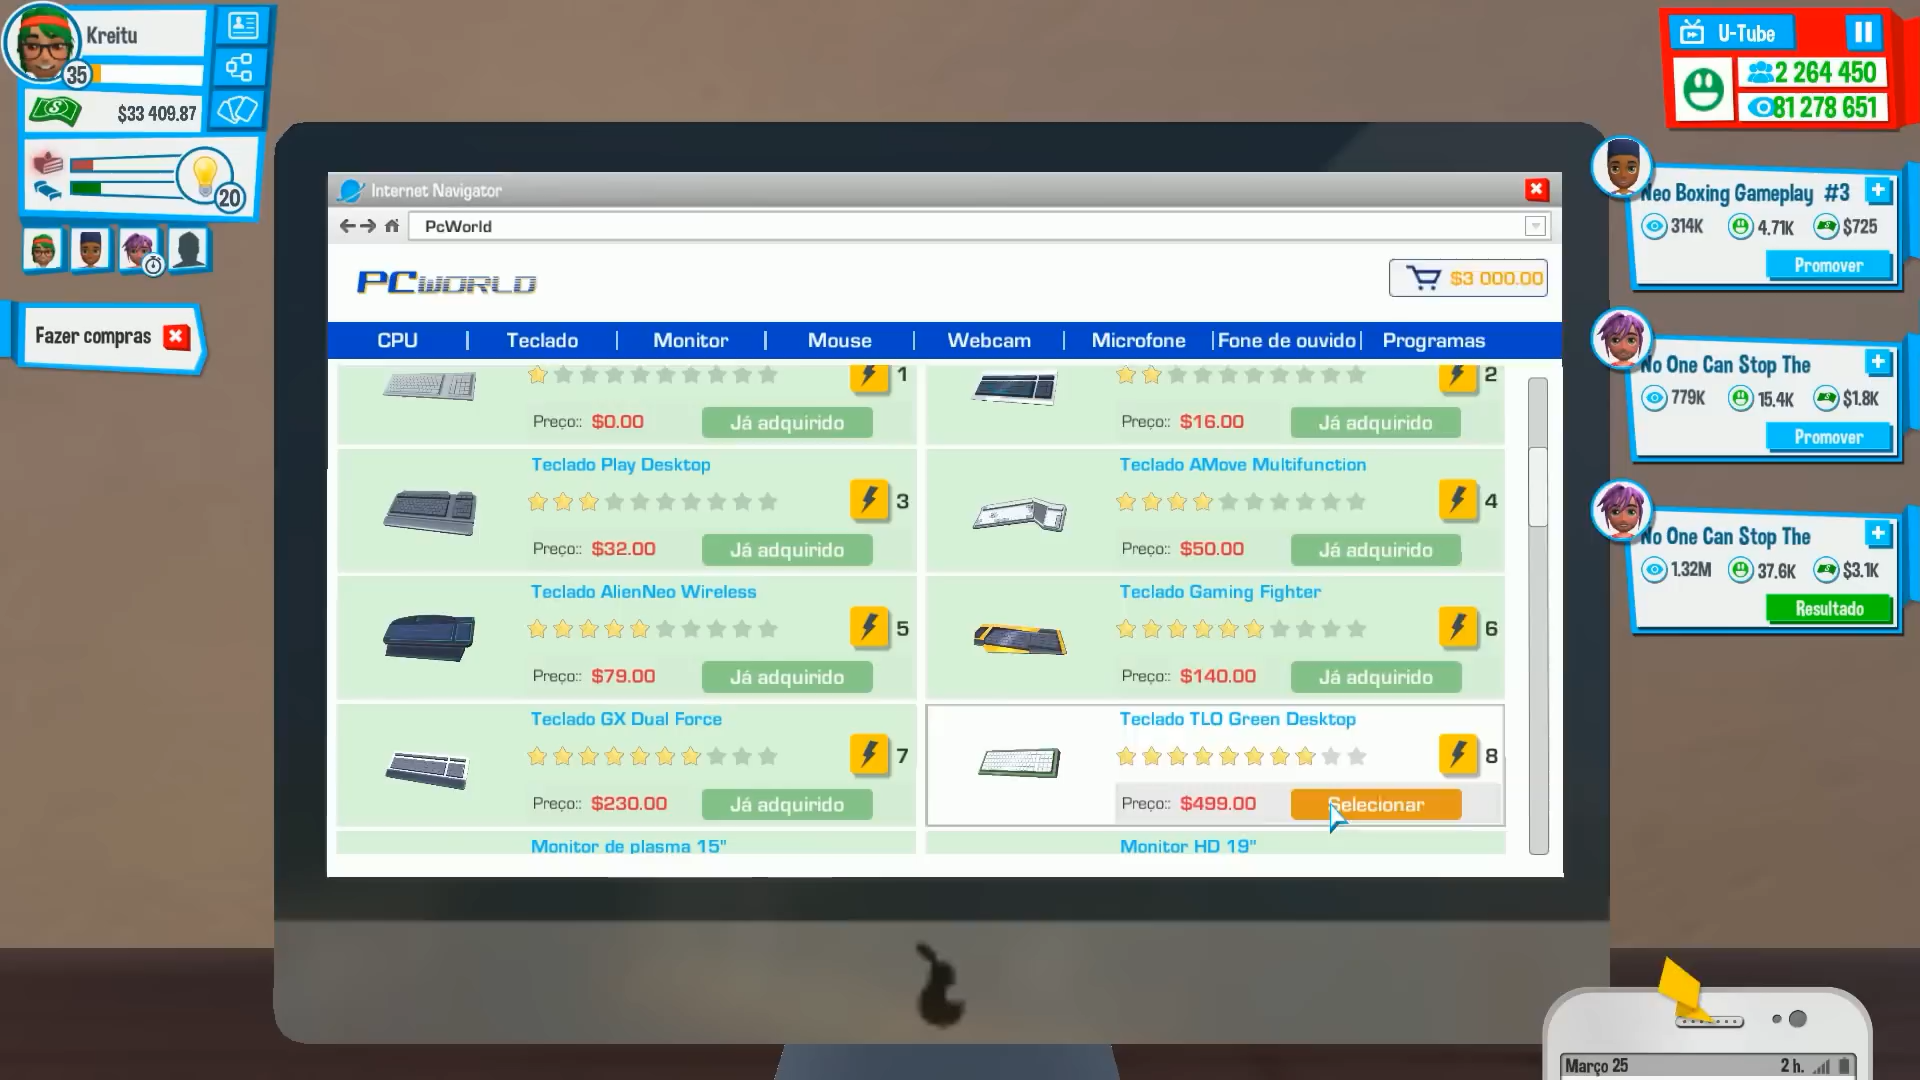 Kreitu
35
$33 409.87
20
Fazer compras
U-Tube
2 264 450
81 278 651
Neo Boxing Gameplay #3
314K 4.71K $725
Promover
No One Can Stop The
779K 15.4K $1.8K
Promover
No One Can Stop The
1.32M 37.6K $3.1K
Resultado
Internet Navigator
PcWorld
PCWORLD
$3 000.00
CPU | Teclado | Monitor | Mouse | Webcam | Microfone | Fone de ouvido | Programas
1
Preço:: $0.00 Já adquirido
2
Preço:: $16.00 Já adquirido
Teclado Play Desktop
3
Preço:: $32.00 Já adquirido
Teclado AMove Multifunction
4
Preço:: $50.00 Já adquirido
Teclado AlienNeo Wireless
5
Preço:: $79.00 Já adquirido
Teclado Gaming Fighter
6
Preço:: $140.00 Já adquirido
Teclado GX Dual Force
7
Preço:: $230.00 Já adquirido
Teclado TLO Green Desktop
8
Preço:: $499.00 Selecionar
Monitor de plasma 15"
Monitor HD 19"
Março 25 2 h.